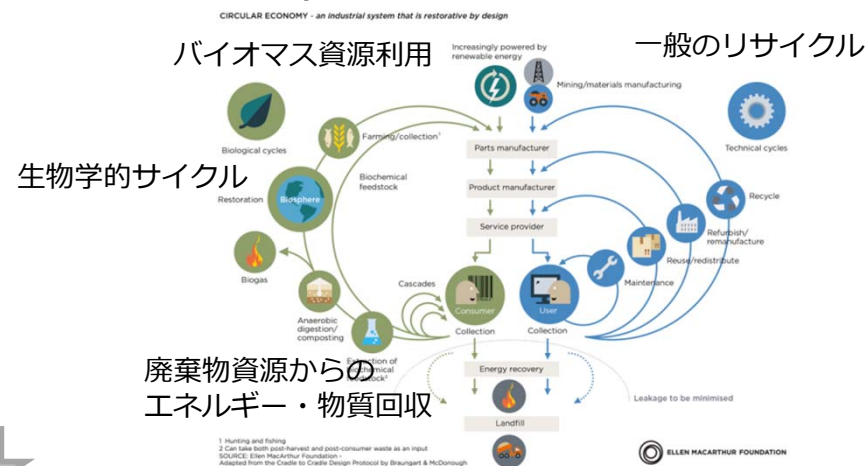 CIRCULAR ECONOMY - an industrial system that is restorative by design
バイオマス資源利用
一般のリサイクル
Increasingly powered by
renewable energy
Mining/materials manufacturing
Biological cycles
Farming/collection¹
Technical cycles
Parts manufacturer
生物学的サイクル
Biochemical
feedstock
Restoration
Biosphere
Product manufacturer
Recycle
Service provider
Refurbish/
remanufacture
Reuse/redistribute
Biogas
Cascades
Maintenance
Consumer
User
Anaerobic
digestion/
composting
Collection
Collection
Extraction of
biochemical
feedstock²
廃棄物資源からの
エネルギー・物質回収
Energy recovery
Leakage to be minimised
Landfill
1 Hunting and fishing
2 Can take both post-harvest and post-consumer waste as an input
SOURCE: Ellen MacArthur Foundation -
Adapted from the Cradle to Cradle Design Protocol by Braungart & McDonough
ELLEN MACARTHUR FOUNDATION